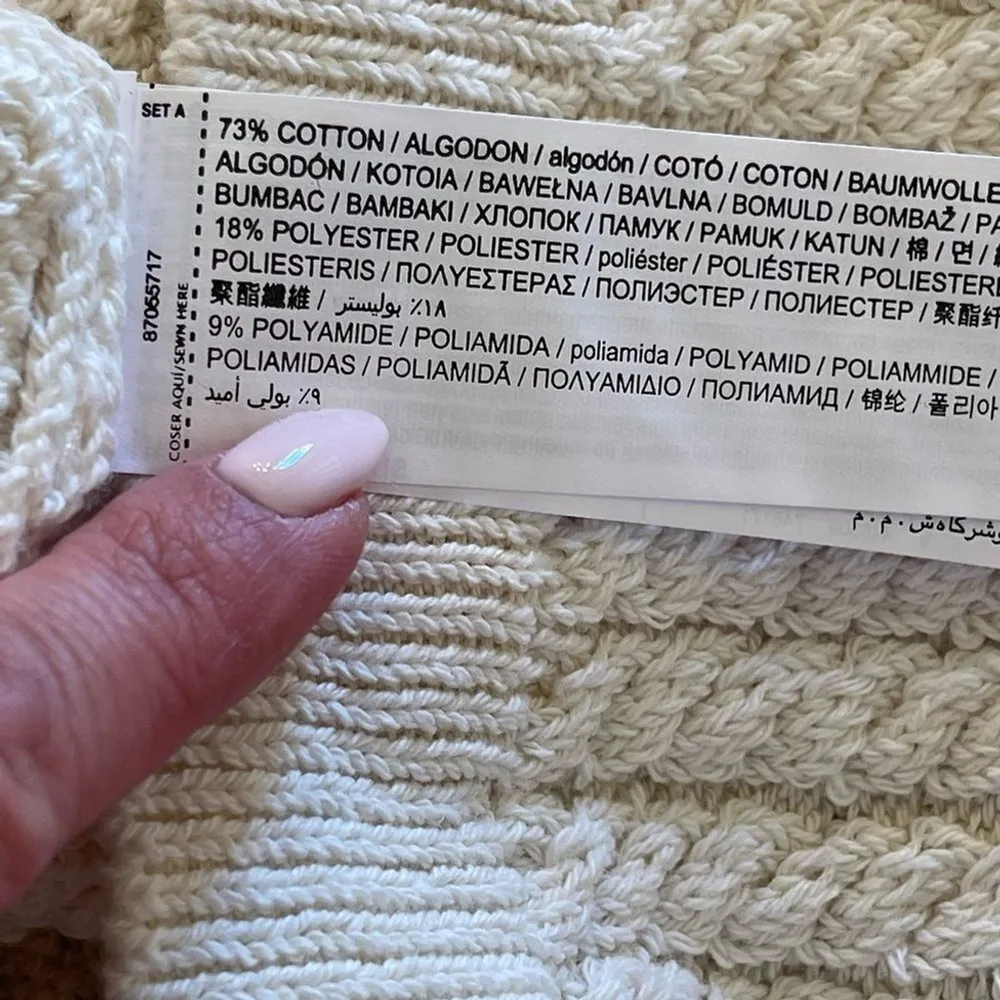 SET A
73% COTTON / ALGODON / algodón / COTÓ / COTON / BAUMWOLLE
ALGODÓN / KOTOIA / BAWEŁNA / BAVLNA / BOMULD / BOMBAŽ /
BUMBAC / BAMBAKI / ХЛОПОК / ПАМУК / PAMUK / KATUN / 棉 / 면 /
18% POLYESTER / POLIESTER / poliéster / POLIÉSTER / POLIESTERE
POLIESTERIS / ΠΟΛΥΕΣΤΕΡΑΣ / ПОЛИЭСТЕР / ПОЛИЕСТЕР / 聚酯纤
聚酯纖維 / ٪١٨ بوليستر
9% POLYAMIDE / POLIAMIDA / poliamida / POLYAMID / POLIAMMIDE /
POLIAMIDAS / POLIAMIDĂ / ΠΟΛΥΑΜΙΔΙΟ / ПОЛИАМИД / 锦纶 / 폴리아
٪٩ بولي أميد
87065717
COSER AQUÍ/SEWN HERE